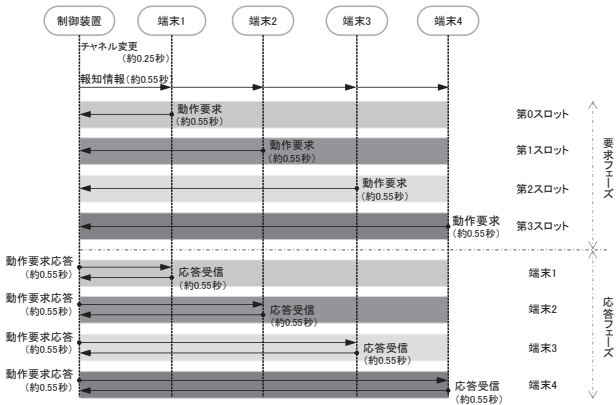 制御装置
端末1
端末2
端末3
端末4
チャネル変更
(約0.25秒)
報知情報(約0.55秒
動作要求
(約0.55秒)
第0スロット
動作要求
(約0.55秒)
第1スロット
動作要求
(約0.55秒)
第2スロット
動作要求
(約0.55秒)
第3スロット
要求フェーズ
動作要求応答
(約0.55秒)
応答受信
(約0.55秒)
端末1
動作要求応答
(約0.55秒)
応答受信
(約0.55秒)
端末2
動作要求応答
(約0.55秒)
応答受信
(約0.55秒)
端末3
動作要求応答
(約0.55秒)
応答受信
(約0.55秒)
端末4
応答フェーズ